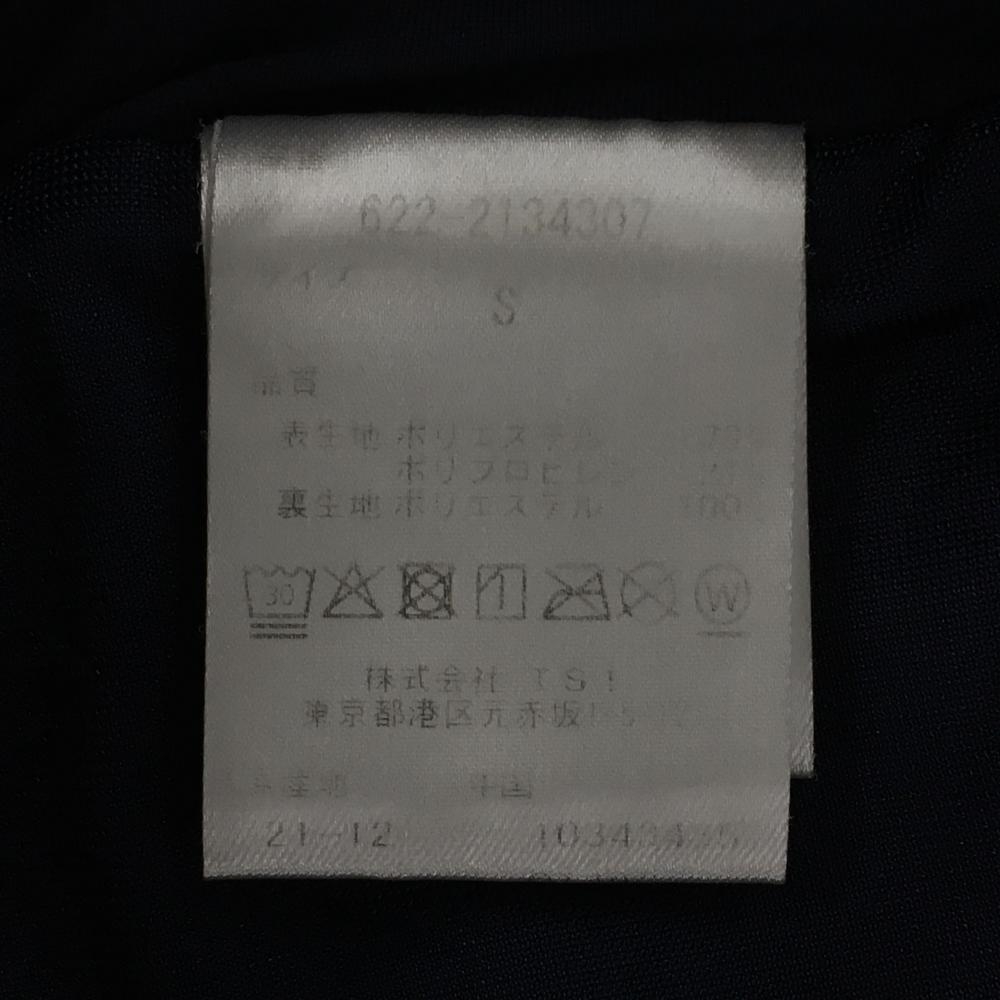 622-2134307
サイズ
S
品質
表生地 ポリエステル
ポリプロピレン
裏生地 ポリエステル 100
30
W
株式会社 TSI
東京都港区元赤坂
原産地 中国
21-12